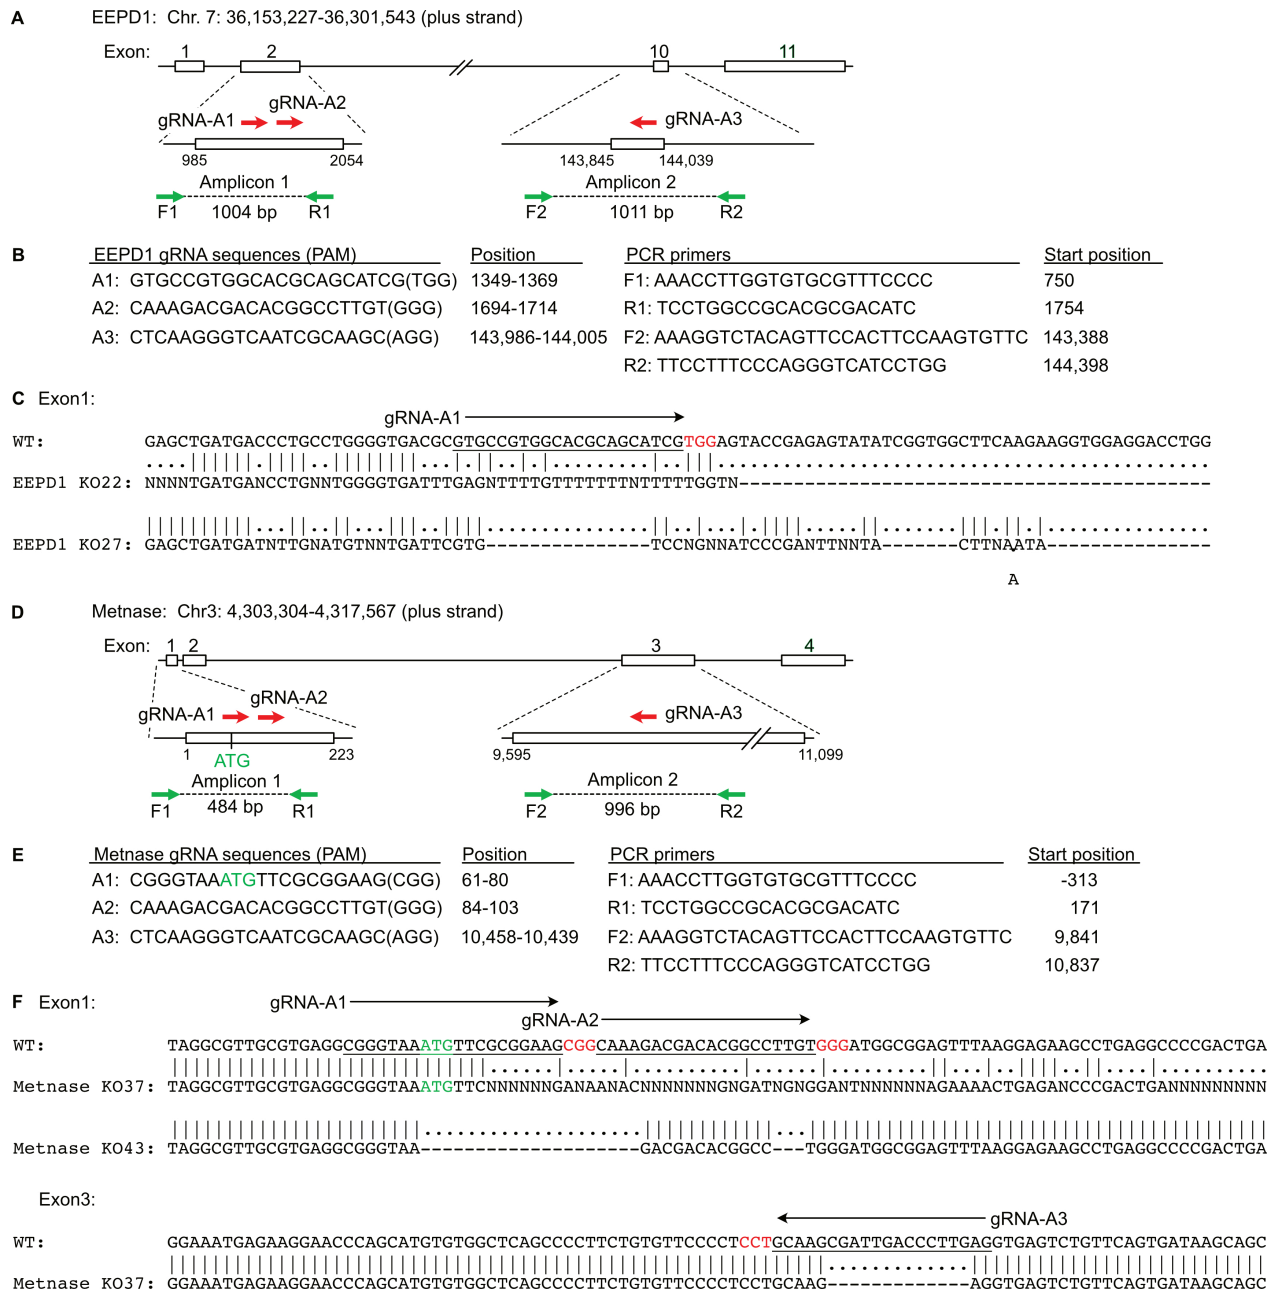 A EEPD1: Chr. 7: 36,153,227-36,301,543 (plus strand)
Exon: 1 2 10 11
gRNA-A1 gRNA-A2 gRNA-A3
985 2054 143,845 144,039
Amplicon 1 Amplicon 2
F1 1004 bp R1 F2 1011 bp R2
B EEPD1 gRNA sequences (PAM) Position PCR primers Start position
A1: GTGCCGTGGCACGCAGCATCG(TGG) 1349-1369 F1: AAACCTTGGTGTGCGTTTCCCC 750
A2: CAAAGACGACACGGCCTTGT(GGG) 1694-1714 R1: TCCTGGCCGCACGCGACATC 1754
A3: CTCAAGGGTCAATCGCAAGC(AGG) 143,986-144,005 F2: AAAGGTCTACAGTTCCACTTCCAAGTGTTC 143,388
R2: TTCCTTTCCCAGGGTCATCCTGG 144,398
C Exon1:
gRNA-A1
WT: GAGCTGATGACCCTGCCTGGGGTGACGCGTGCCGTGGCACGCAGCATCGTGGAGTACCGAGAGTATATCGGTGGCTTCAAGAAGGTGGAGGACCTGG
EEPD1 KO22: NNNNTGATGANCCTGNNTGGGGTGATTTGAGNTTTTGTTTTTTTNTTTTTGGTN-------------------------------------------
EEPD1 KO27: GAGCTGATGATNTTGNATGTNNTGATTCGTG---------------TCCNGNNATCCCGANTTNNTA-------CTTNAATA---------------
A
D Metnase: Chr3: 4,303,304-4,317,567 (plus strand)
Exon: 1 2 3 4
gRNA-A1 gRNA-A2 gRNA-A3
1 223 9,595 11,099
ATG
Amplicon 1 Amplicon 2
F1 484 bp R1 F2 996 bp R2
E Metnase gRNA sequences (PAM) Position PCR primers Start position
A1: CGGGTAAATGTTCGCGGAAG(CGG) 61-80 F1: AAACCTTGGTGTGCGTTTCCCC -313
A2: CAAAGACGACACGGCCTTGT(GGG) 84-103 R1: TCCTGGCCGCACGCGACATC 171
A3: CTCAAGGGTCAATCGCAAGC(AGG) 10,458-10,439 F2: AAAGGTCTACAGTTCCACTTCCAAGTGTTC 9,841
R2: TTCCTTTCCCAGGGTCATCCTGG 10,837
F Exon1:
gRNA-A1
gRNA-A2
WT: TAGGCGTTGCGTGAGGCGGGTAAATGTTCGCGGAAGCGGCAAAGACGACACGGCCTTGTGGGATGGCGGAGTTTAAGGAGAAGCCTGAGGCCCCGACTGA
Metnase KO37: TAGGCGTTGCGTGAGGCGGGTAAATGTTCNNNNNNGANAANACNNNNNNNGNGATNGNGGANTNNNNNNAGAAAACTGAGANCCCGACTGANNNNNNNNN
Metnase KO43: TAGGCGTTGCGTGAGGCGGGTAA--------------------GACGACACGGCC---TGGGATGGCGGAGTTTAAGGAGAAGCCTGAGGCCCCGACTGA
Exon3:
gRNA-A3
WT: GGAAATGAGAAGGAACCCAGCATGTGTGGCTCAGCCCCTTCTGTGTTCCCCTCCTGCAAGCGATTGACCCTTGAGGTGAGTCTGTTCAGTGATAAGCAGC
Metnase KO37: GGAAATGAGAAGGAACCCAGCATGTGTGGCTCAGCCCCTTCTGTGTTCCCCTCCTGCAAG-------------AGGTGAGTCTGTTCAGTGATAAGCAGC